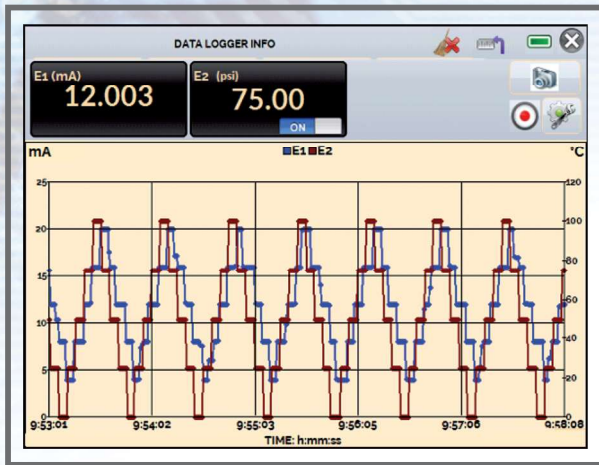 DATA LOGGER INFO
E1 (mA)
12.003
E2 (psi)
75.00
ON
mA
E1 E2
°C
25
20
15
10
5
0
120
100
80
60
40
20
0
9:53:01 9:54:02 9:55:03 9:56:05 9:57:06 9:58:08
TIME: h:mm:ss